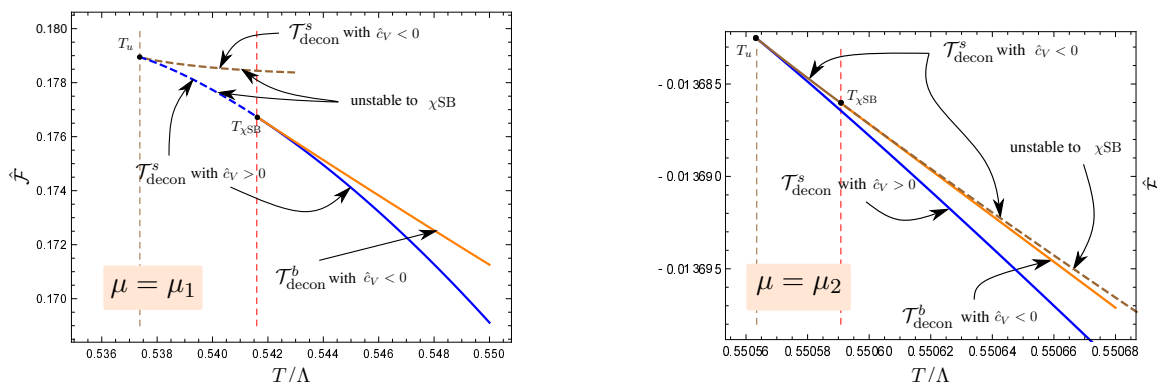 0.180
0.178
0.176
0.174
0.172
0.170
0.536
0.538
0.540
0.542
0.544
0.546
0.548
0.550
T/Λ
𝓕̂
T_u
𝒯^s_decon with ĉ_V < 0
unstable to χSB
T_χSB
𝒯^s_decon with ĉ_V > 0
𝒯^b_decon with ĉ_V < 0
μ = μ₁
- 0.013685
- 0.013690
- 0.013695
0.55056
0.55058
0.55060
0.55062
0.55064
0.55066
0.55068
T/Λ
T_u
𝒯^s_decon with ĉ_V < 0
T_χSB
unstable to χSB
𝒯^s_decon with ĉ_V > 0
𝒯^b_decon with ĉ_V < 0
μ = μ₂